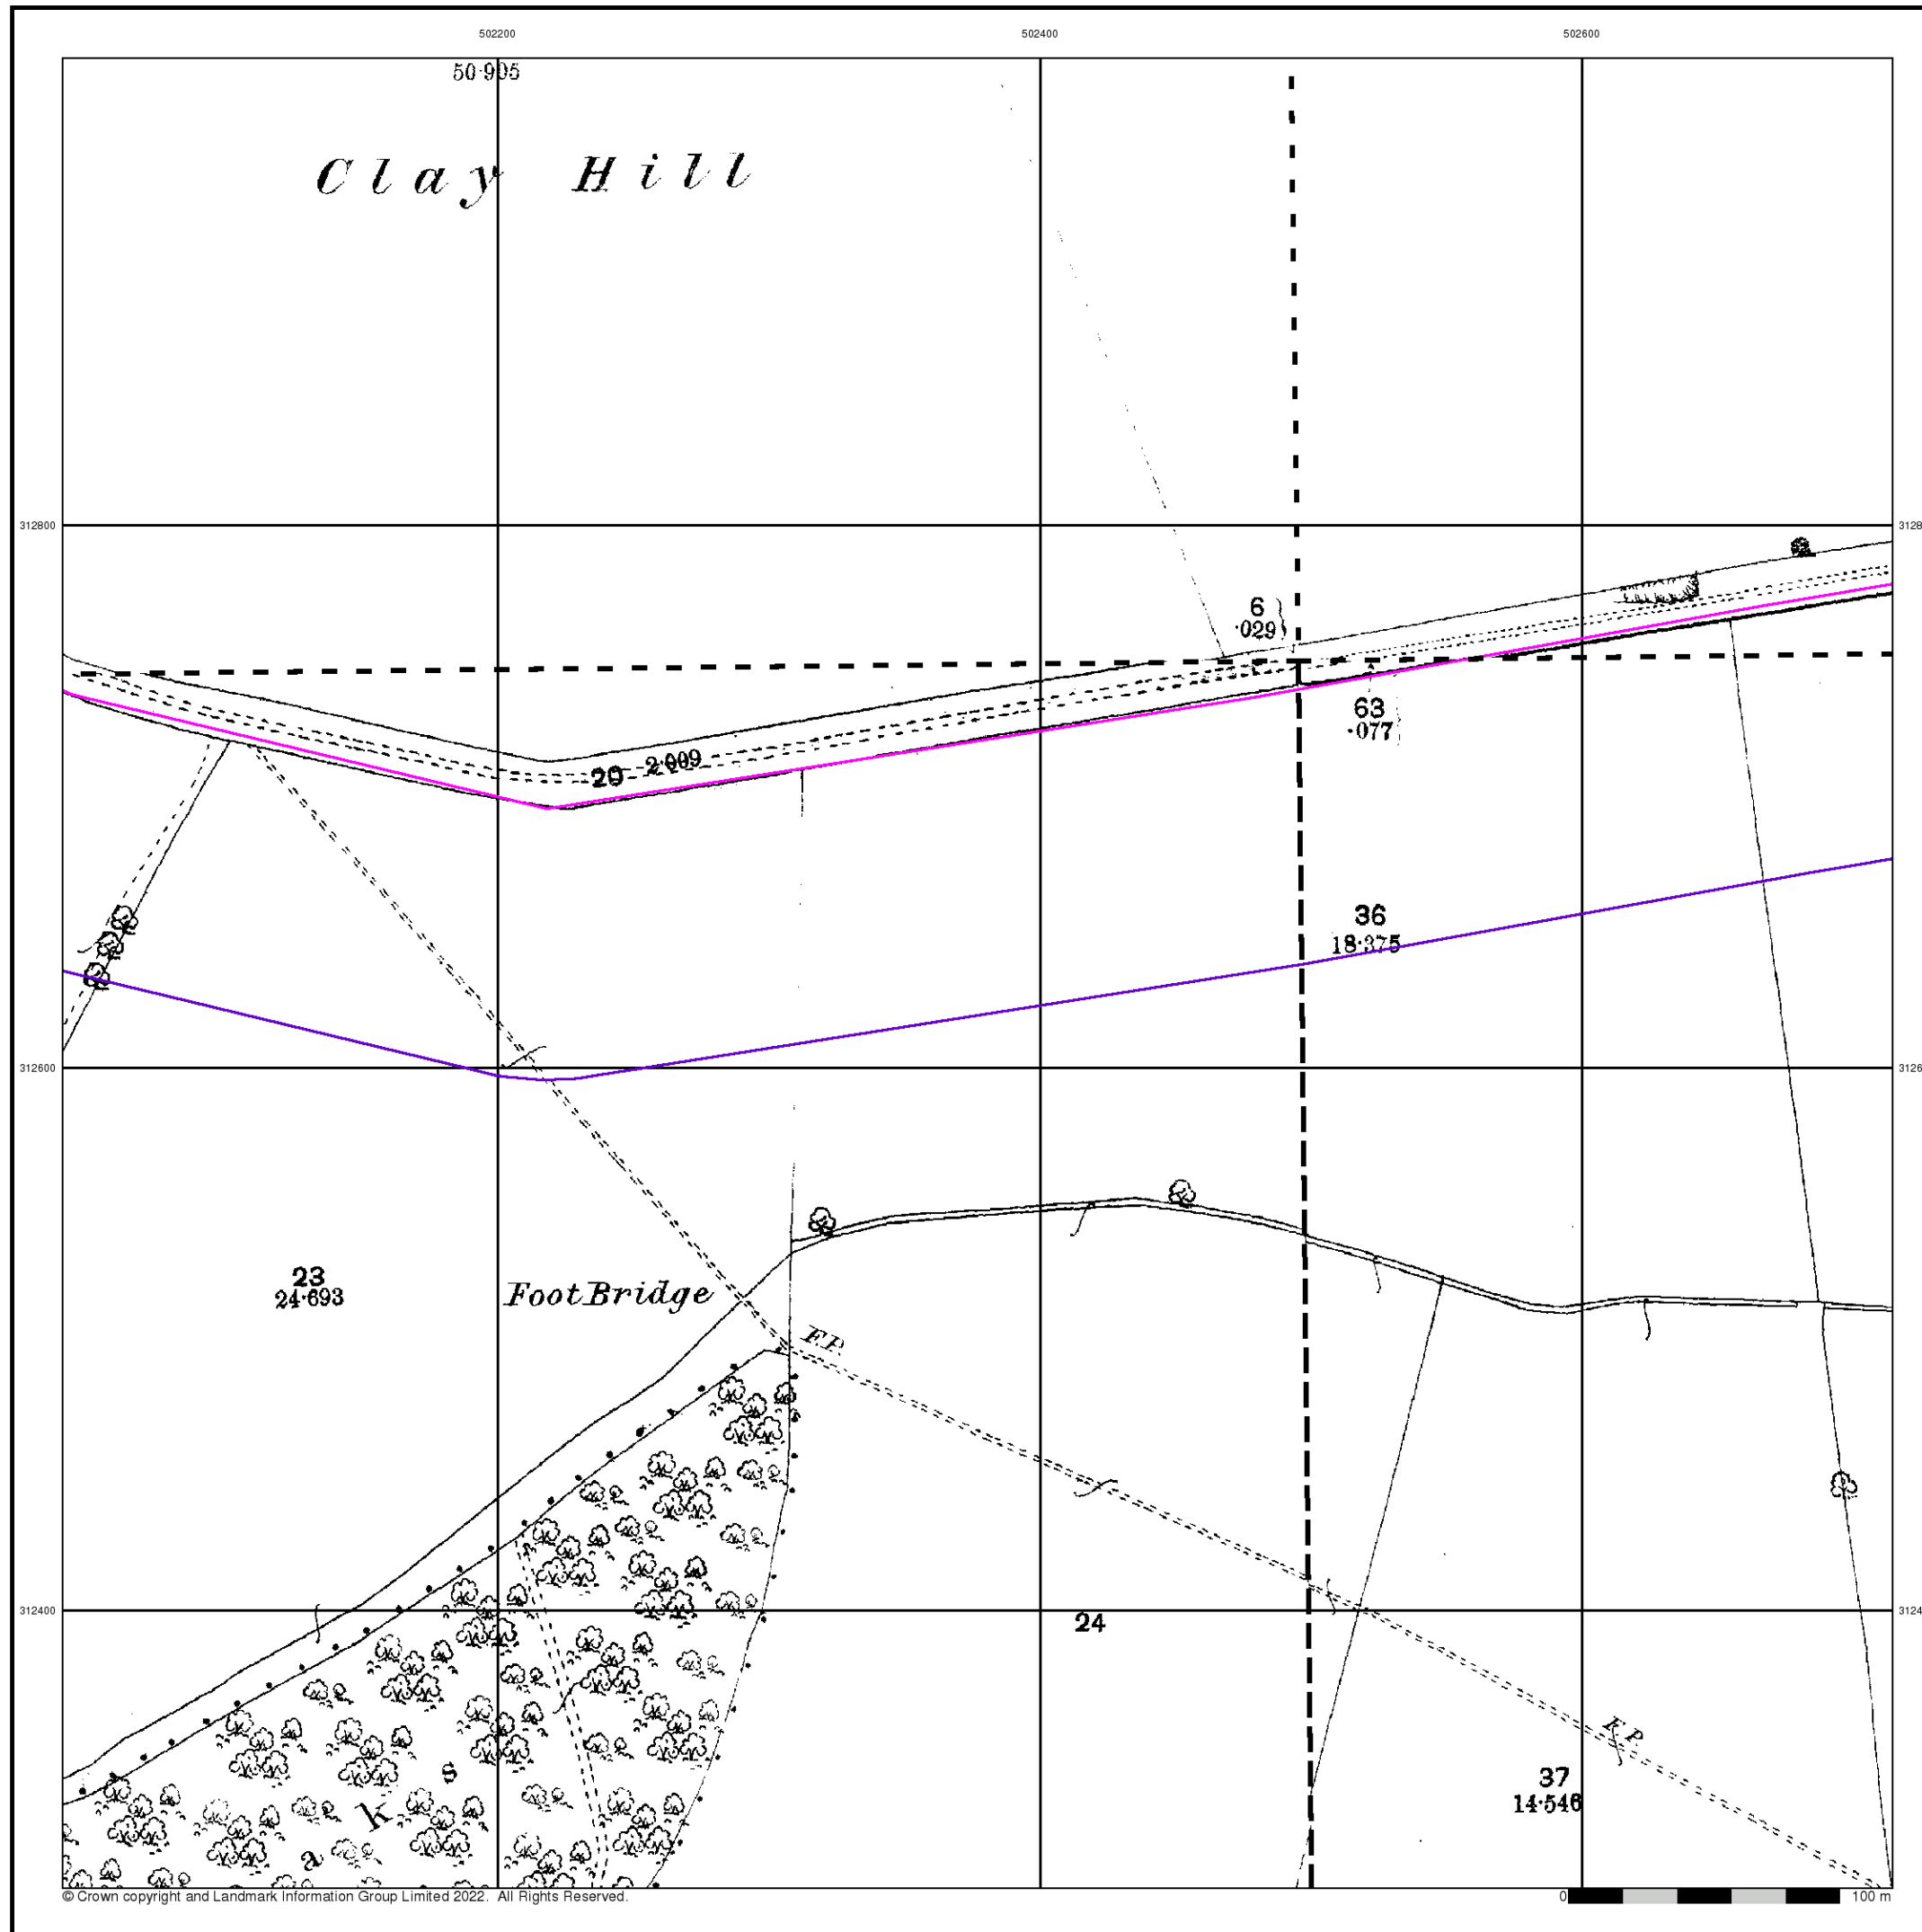 502200 502400 502600
50·905
Clay Hill
312800 3128
6
·029
63
·077
20 2·009
36
18·375
312600 3126
23
24·693
Foot Bridge
F.P.
312400 3124
24
F.P.
37
14·546
s
k
a
© Crown copyright and Landmark Information Group Limited 2022. All Rights Reserved.
0 100 m